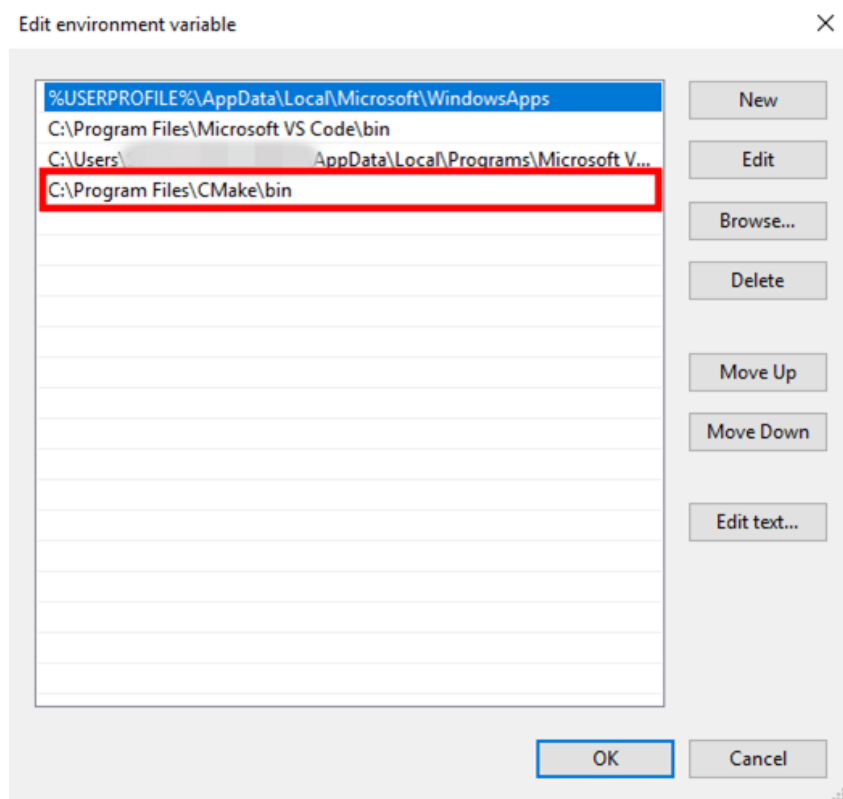 Edit environment variable
%USERPROFILE%\AppData\Local\Microsoft\WindowsApps
C:\Program Files\Microsoft VS Code\bin
C:\Users\ AppData\Local\Programs\Microsoft V...
C:\Program Files\CMake\bin
New
Edit
Browse...
Delete
Move Up
Move Down
Edit text...
OK
Cancel